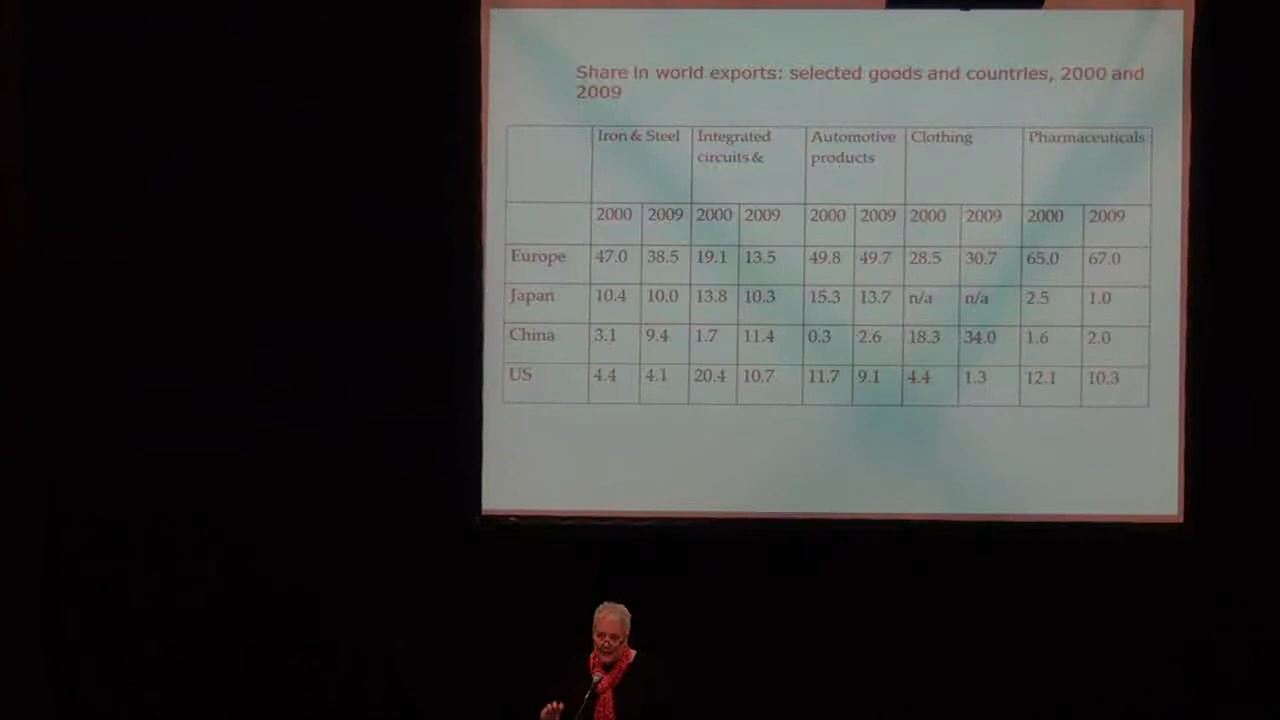 Share in world exports: selected goods and countries, 2000 and
2009
Iron & Steel Integrated Automotive Clothing Pharmaceuticals
circuits & products
2000 2009 2000 2009 2000 2009 2000 2009 2000 2009
Europe 47.0 38.5 19.1 13.5 49.8 49.7 28.5 30.7 65.0 67.0
Japan 10.4 10.0 13.8 10.3 15.3 13.7 n/a n/a 2.5 1.0
China 3.1 9.4 1.7 11.4 0.3 2.6 18.3 34.0 1.6 2.0
US 4.4 4.1 20.4 10.7 11.7 9.1 4.4 1.3 12.1 10.3